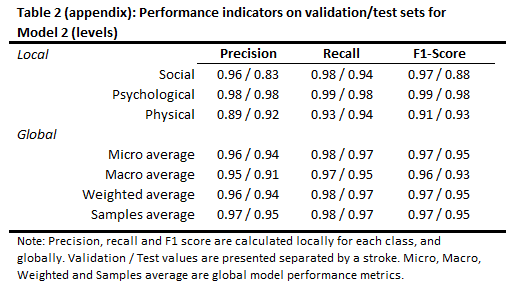 Table 2 (appendix): Performance indicators on validation/test sets for
Model 2 (levels)
Local Precision Recall F1-Score
Social 0.96 / 0.83 0.98 / 0.94 0.97 / 0.88
Psychological 0.98 / 0.98 0.99 / 0.98 0.99 / 0.98
Physical 0.89 / 0.92 0.93 / 0.94 0.91 / 0.93
Global
Micro average 0.96 / 0.94 0.98 / 0.97 0.97 / 0.95
Macro average 0.95 / 0.91 0.97 / 0.95 0.96 / 0.93
Weighted average 0.96 / 0.94 0.98 / 0.97 0.97 / 0.95
Samples average 0.97 / 0.95 0.98 / 0.97 0.97 / 0.95
Note: Precision, recall and F1 score are calculated locally for each class, and
globally. Validation / Test values are presented separated by a stroke. Micro, Macro,
Weighted and Samples average are global model performance metrics.